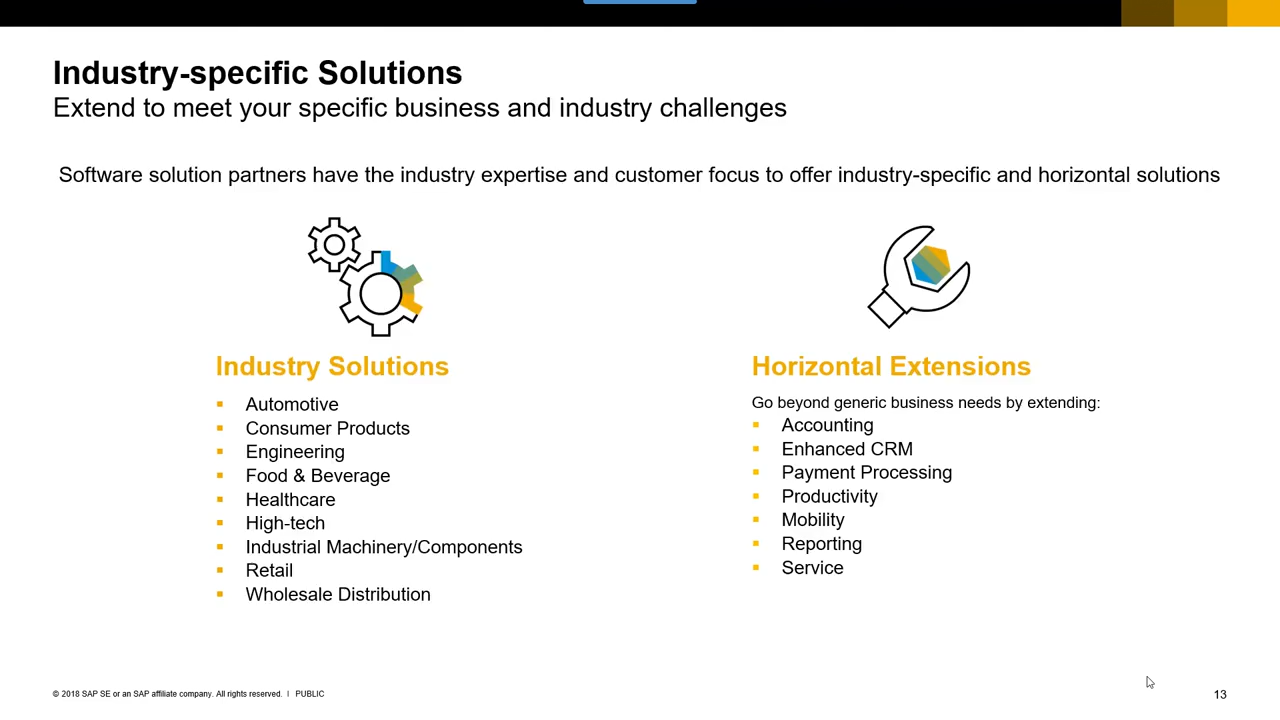 Industry-specific Solutions
Extend to meet your specific business and industry challenges
Software solution partners have the industry expertise and customer focus to offer industry-specific and horizontal solutions
Industry Solutions
Automotive
Consumer Products
Engineering
Food & Beverage
Healthcare
High-tech
Industrial Machinery/Components
Retail
Wholesale Distribution
Horizontal Extensions
Go beyond generic business needs by extending:
Accounting
Enhanced CRM
Payment Processing
Productivity
Mobility
Reporting
Service
© 2018 SAP SE or an SAP affiliate company. All rights reserved. I PUBLIC
13